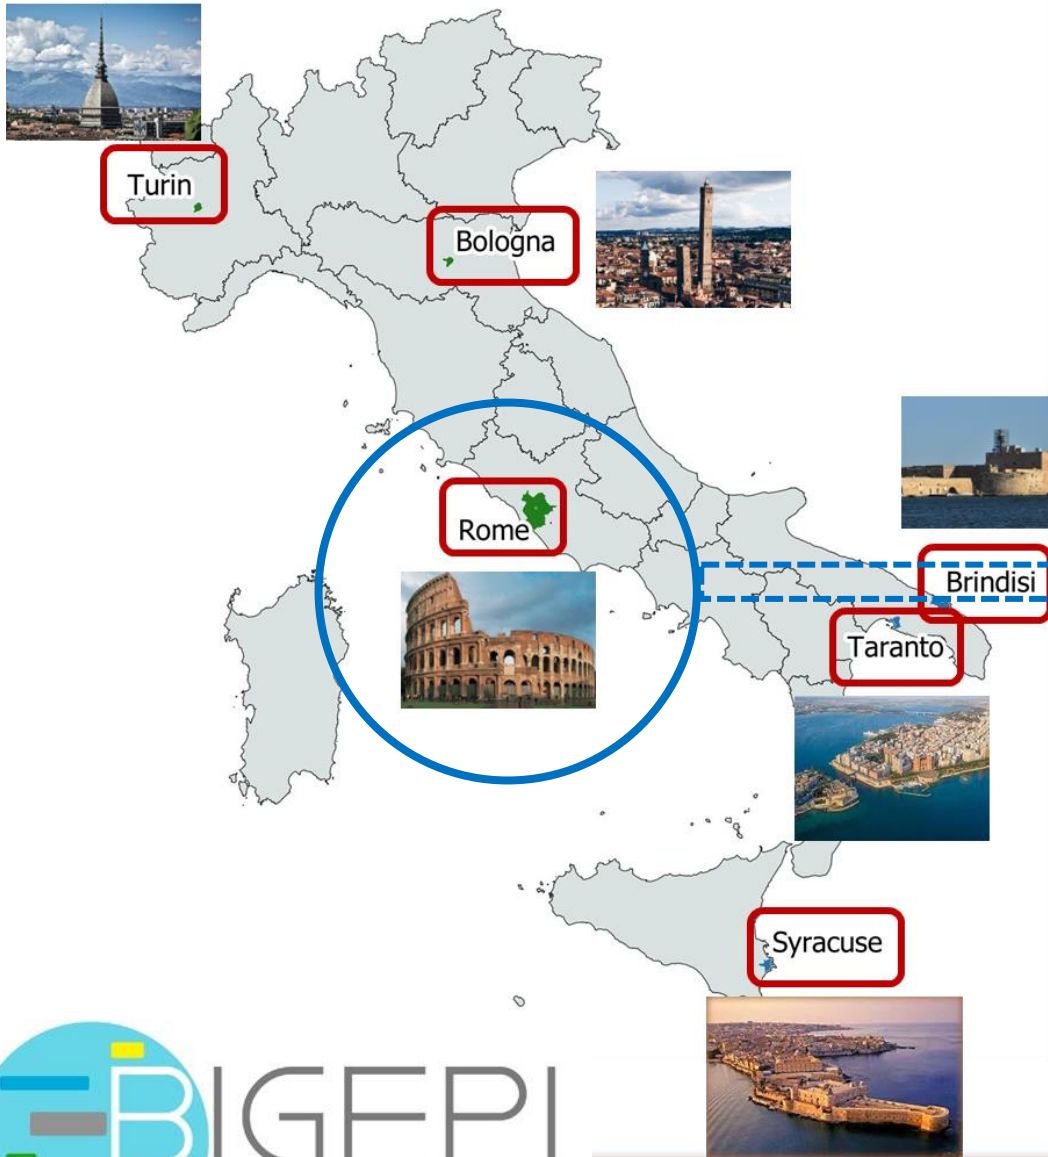 Turin
Bologna
Rome
Brindisi
Taranto
Syracuse
BIGEPI